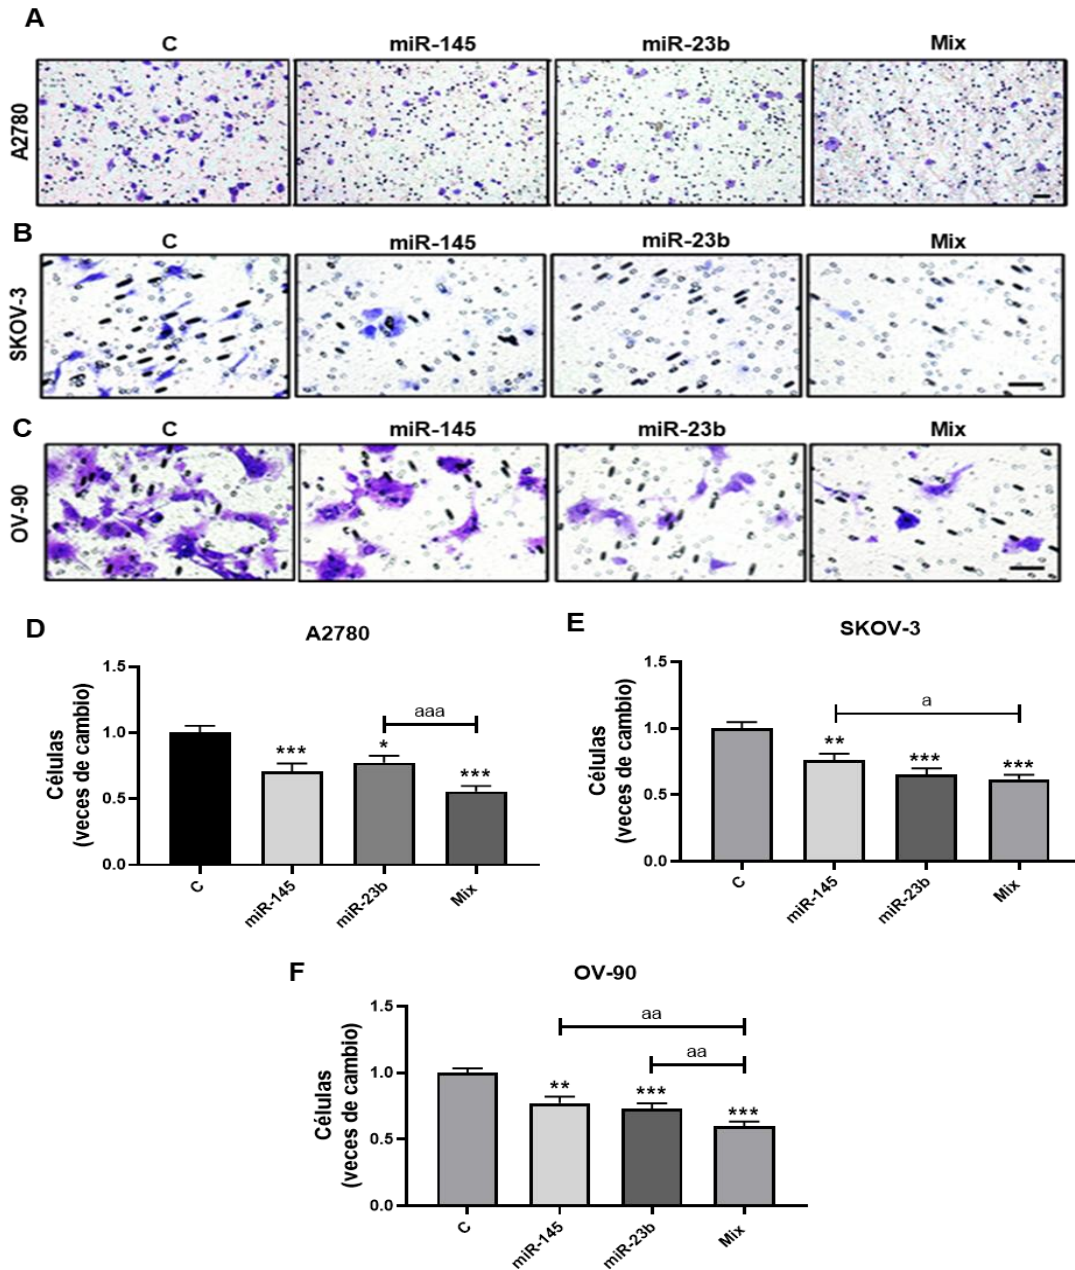 A
C miR-145 miR-23b Mix
A2780
B
C miR-145 miR-23b Mix
SKOV-3
C
C miR-145 miR-23b Mix
OV-90
D
A2780
Células
(veces de cambio)
1.5
1.0
0.5
0.0
aaa
***
*
***
C miR-145 miR-23b Mix
E
SKOV-3
Células
(veces de cambio)
1.5
1.0
0.5
0.0
a
**
***
***
C miR-145 miR-23b Mix
F
OV-90
Células
(veces de cambio)
1.5
1.0
0.5
0.0
aa
aa
**
***
***
C miR-145 miR-23b Mix